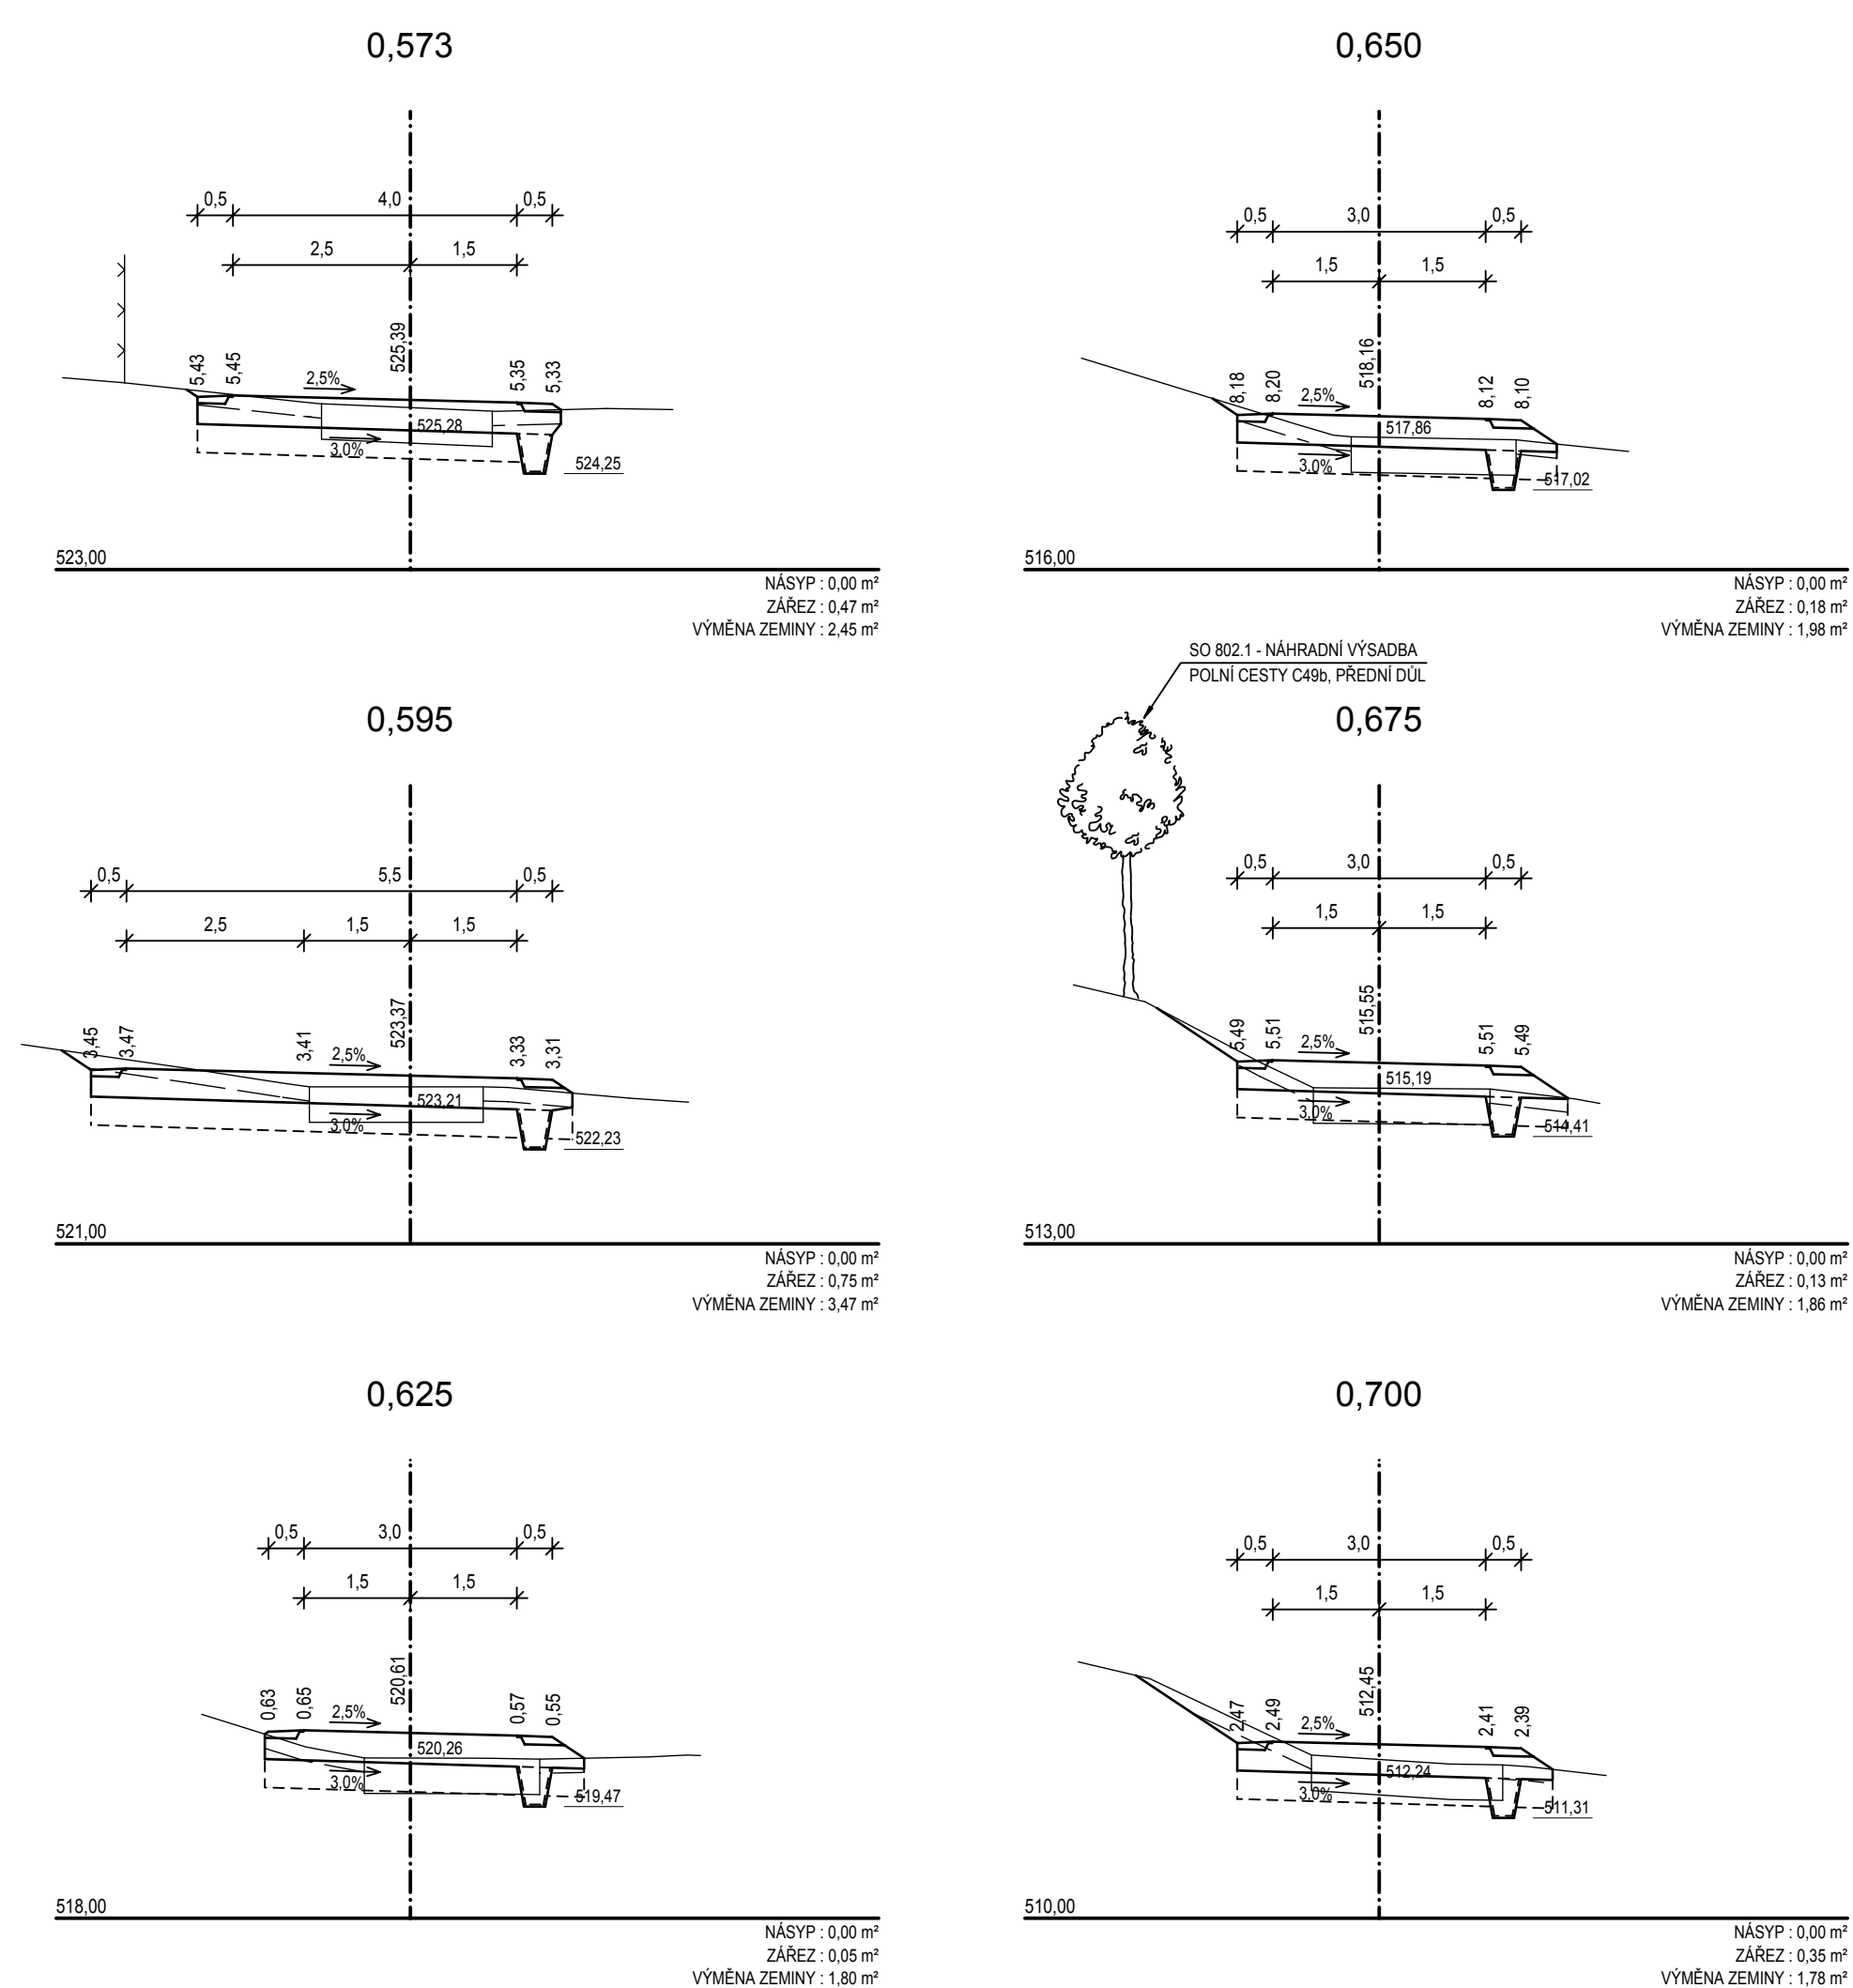 0,573
0,5 4,0 0,5
2,5 1,5
5,43 5,45 525,39 5,35 5,33
2,5%
525,28
3,0%
524,25
523,00
NÁSYP : 0,00 m²
ZÁŘEZ : 0,47 m²
VÝMĚNA ZEMINY : 2,45 m²
0,595
0,5 5,5 0,5
2,5 1,5 1,5
3,45 3,47 3,41 523,37 3,33 3,31
2,5%
523,21
3,0%
522,23
521,00
NÁSYP : 0,00 m²
ZÁŘEZ : 0,75 m²
VÝMĚNA ZEMINY : 3,47 m²
0,625
0,5 3,0 0,5
1,5 1,5
0,63 0,65 520,61 0,57 0,55
2,5%
520,26
3,0%
519,47
518,00
NÁSYP : 0,00 m²
ZÁŘEZ : 0,05 m²
VÝMĚNA ZEMINY : 1,80 m²
0,650
0,5 3,0 0,5
1,5 1,5
8,18 8,20 518,16 8,12 8,10
2,5%
517,86
3,0%
517,02
516,00
NÁSYP : 0,00 m²
ZÁŘEZ : 0,18 m²
VÝMĚNA ZEMINY : 1,98 m²
SO 802.1 - NÁHRADNÍ VÝSADBA
POLNÍ CESTY C49b, PŘEDNÍ DŮL
0,675
0,5 3,0 0,5
1,5 1,5
5,49 5,51 515,55 5,51 5,49
2,5%
515,19
3,0%
514,41
513,00
NÁSYP : 0,00 m²
ZÁŘEZ : 0,13 m²
VÝMĚNA ZEMINY : 1,86 m²
0,700
0,5 3,0 0,5
1,5 1,5
2,47 2,49 512,45 2,41 2,39
2,5%
512,24
3,0%
511,31
510,00
NÁSYP : 0,00 m²
ZÁŘEZ : 0,35 m²
VÝMĚNA ZEMINY : 1,78 m²